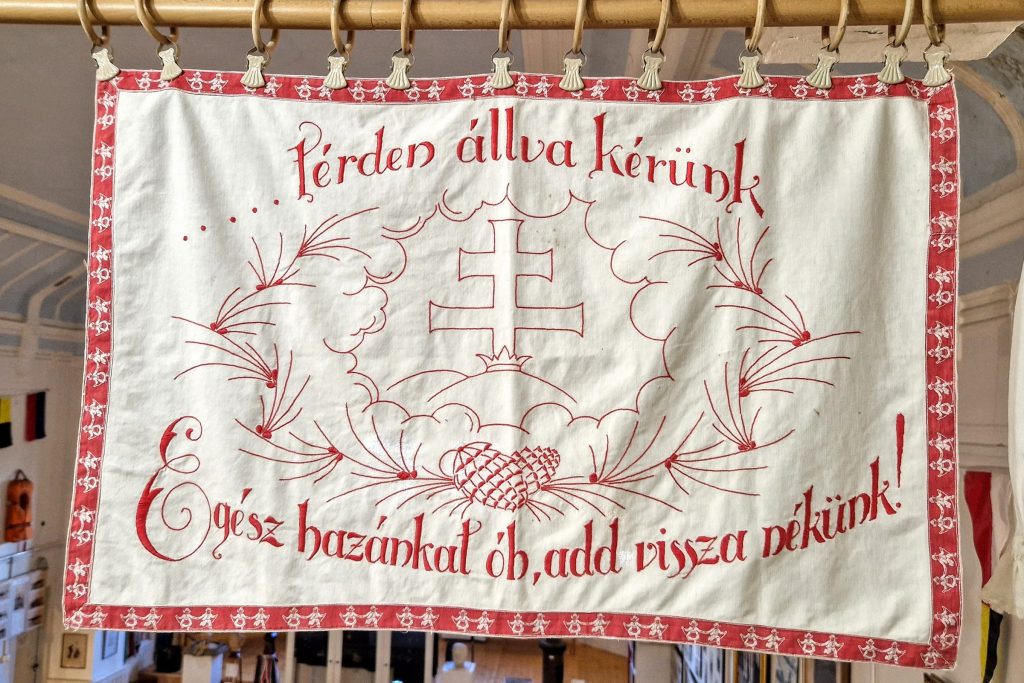 .... Térden állva kérünk
Egész hazánkat óh, add vissza nékünk!